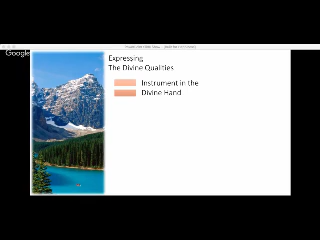 Google
Expressing
The Divine Qualities
Instrument in the
Divine Hand